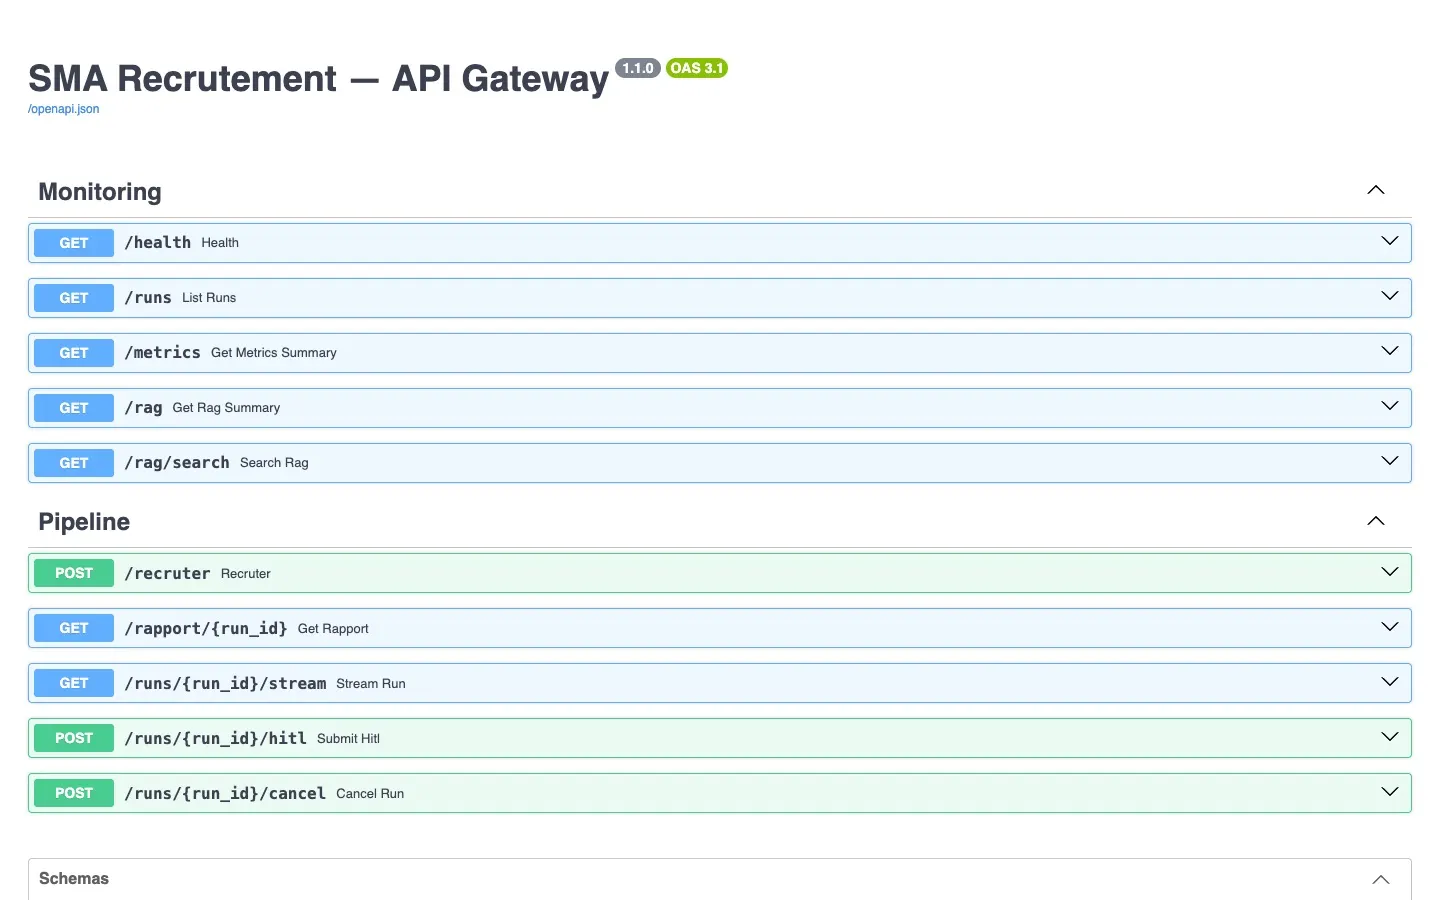 SMA Recrutement — API Gateway 1.1.0 OAS 3.1
/openapi.json
Monitoring
GET /health Health
GET /runs List Runs
GET /metrics Get Metrics Summary
GET /rag Get Rag Summary
GET /rag/search Search Rag
Pipeline
POST /recruter Recruter
GET /rapport/{run_id} Get Rapport
GET /runs/{run_id}/stream Stream Run
POST /runs/{run_id}/hitl Submit Hitl
POST /runs/{run_id}/cancel Cancel Run
Schemas